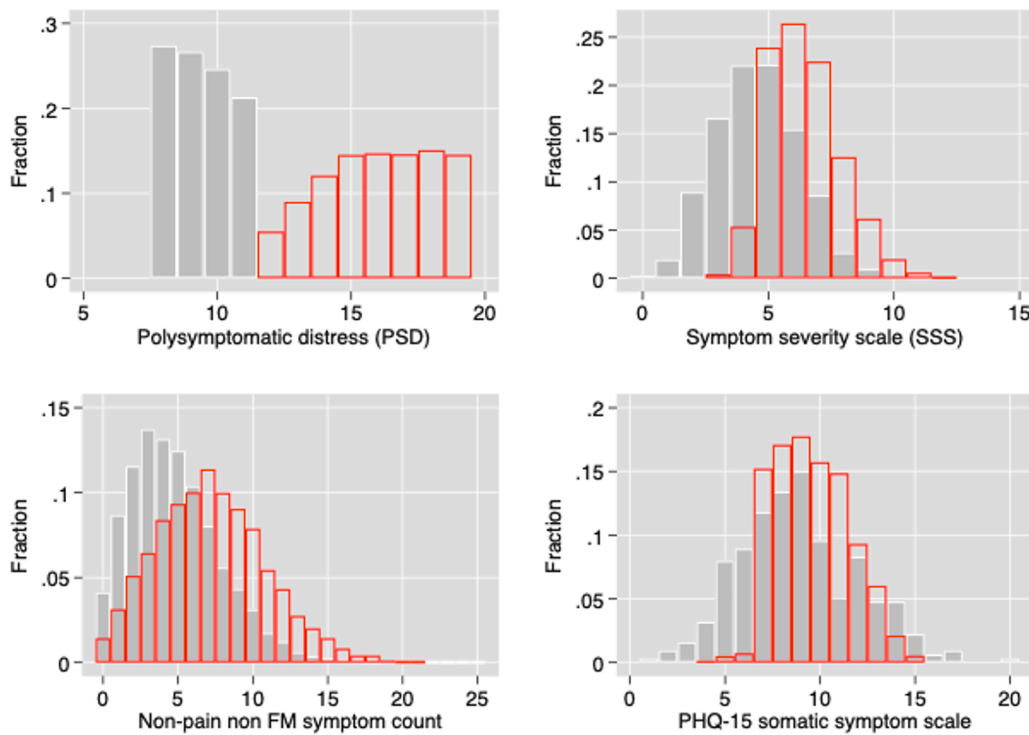 .3
.2
.1
0
Fraction
5 10 15 20
Polysymptomatic distress (PSD)
.25
.2
.15
.1
.05
0
Fraction
0 5 10 15
Symptom severity scale (SSS)
.15
.1
.05
0
Fraction
0 5 10 15 20 25
Non-pain non FM symptom count
.2
.15
.1
.05
0
Fraction
0 5 10 15 20
PHQ-15 somatic symptom scale